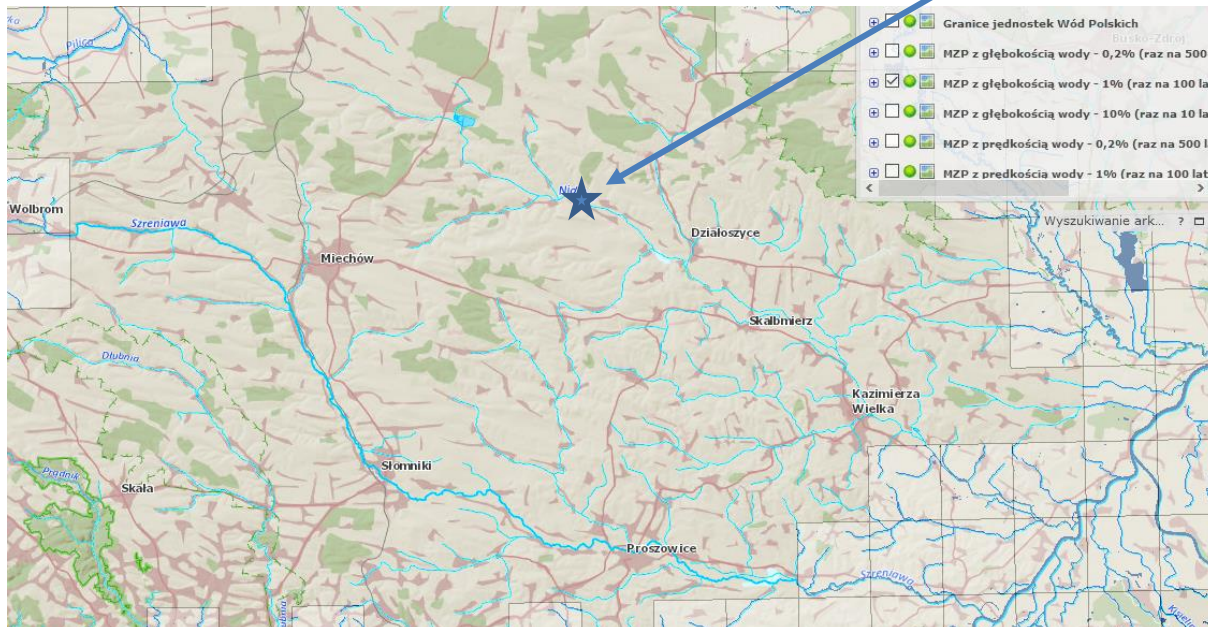 Pilica
Granice jednostek Wód Polskich
Busko-Zdrój
MZP z głębokością wody - 0,2% (raz na 500
MZP z głębokością wody - 1% (raz na 100 la
MZP z głębokością wody - 10% (raz na 10 la
MZP z prędkością wody - 0,2% (raz na 500 l
MZP z prędkością wody - 1% (raz na 100 lat
Wyszukiwanie ark... ?
Wolbrom
Szreniawa
Działoszyce
Miechów
Skalbmierz
Dłubnia
Kazimierza
Wielka
Słomniki
Prądnik
Skała
Proszowice
Szreniawa